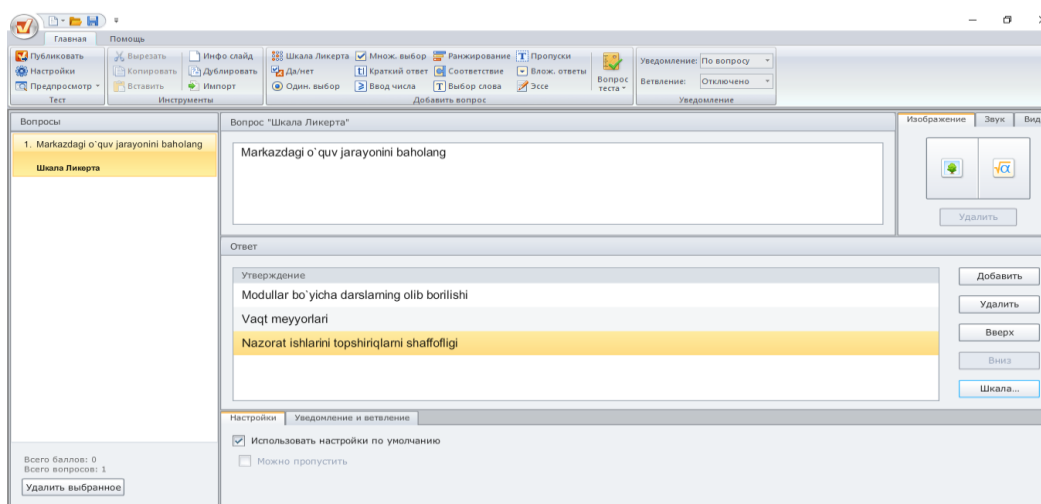 Главная Помощь
Публиковать Вырезать Инфо слайд Шкала Ликерта Множ. выбор Ранжирование Пропуски Уведомление: По вопросу
Настройки Копировать Дублировать Да/нет Краткий ответ Соответствие Влож. ответы Вопрос теста Ветвление: Отключено
Предпросмотр Вставить Импорт Один. выбор Ввод числа Выбор слова Эссе
Тест Инструменты Добавить вопрос Уведомление
Вопросы
1. Markazdagi o`quv jarayonini baholang
Шкала Ликерта
Всего баллов: 0
Всего вопросов: 1
Удалить выбранное
Вопрос "Шкала Ликерта"
Markazdagi o`quv jarayonini baholang
Изображение Звук Вид
Удалить
Ответ
Утверждение
Modullar bo`yicha darslarning olib borilishi
Vaqt meyyorlari
Nazorat ishlarini topshiriqlarni shaffofligi
Добавить
Удалить
Вверх
Вниз
Шкала...
Настройки Уведомление и ветвление
Использовать настройки по умолчанию
Можно пропустить